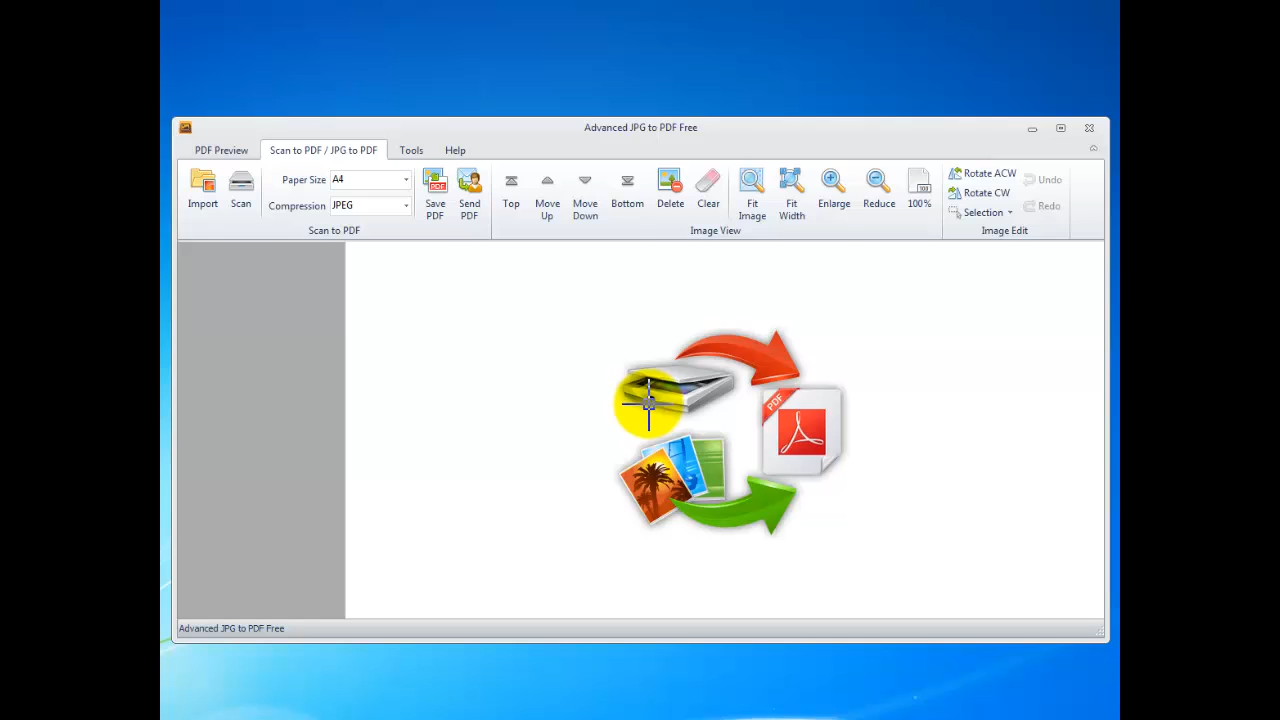 Advanced JPG to PDF Free
PDF Preview
Scan to PDF / JPG to PDF
Tools
Help
Import
Scan
Paper Size A4
Compression JPEG
Save PDF
Send PDF
Scan to PDF
Top
Move Up
Move Down
Bottom
Delete
Clear
Fit Image
Fit Width
Enlarge
Reduce
100
100%
Image View
Rotate ACW
Rotate CW
Selection
Undo
Redo
Image Edit
PDF
Advanced JPG to PDF Free